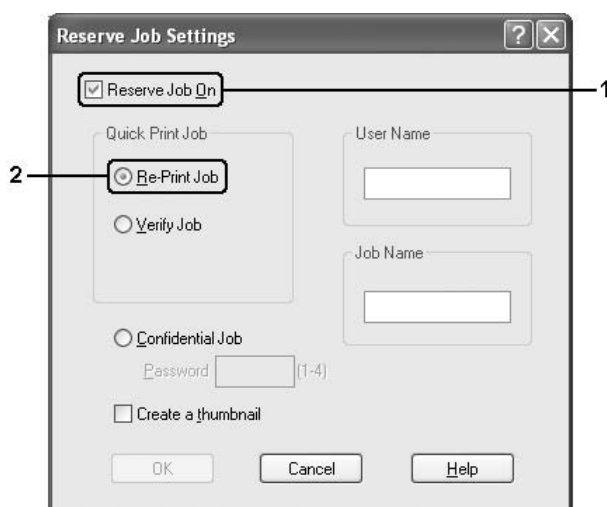 Reserve Job Settings
Reserve Job On
1
Quick Print Job
User Name
2
Re-Print Job
Verify Job
Job Name
Confidential Job
Password
(1-4)
Create a thumbnail
OK
Cancel
Help